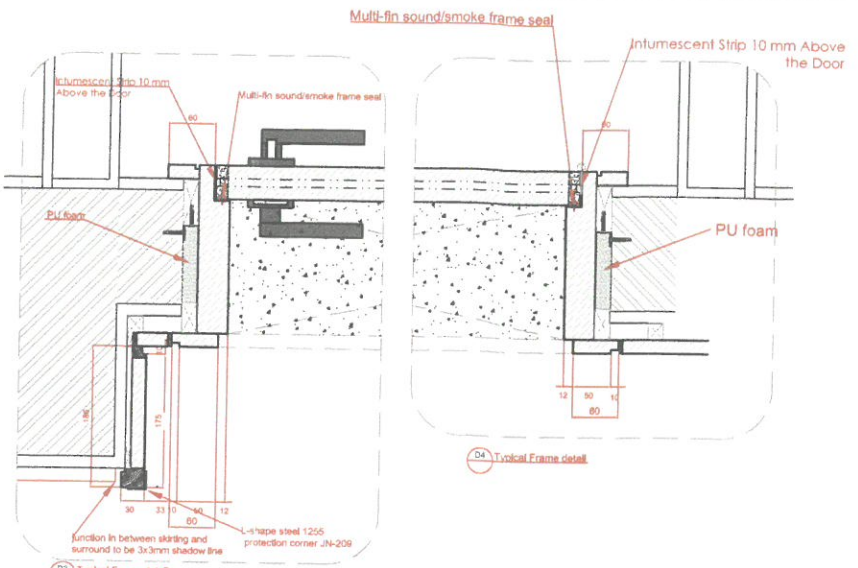 Multi-fin sound/smoke frame seal
Intumescent Strip 10 mm Above
the Door
Intumescent Strip 10 mm
Above the Door
Multi-fin sound/smoke frame seal
60
60
PU foam
PU foam
186
175
12
50
10
60
D4
Typical Frame detail
30
33
10
50
12
60
L-shape steel 1255
protection corner JN-209
junction in between skirting and
surround to be 3x3mm shadow line